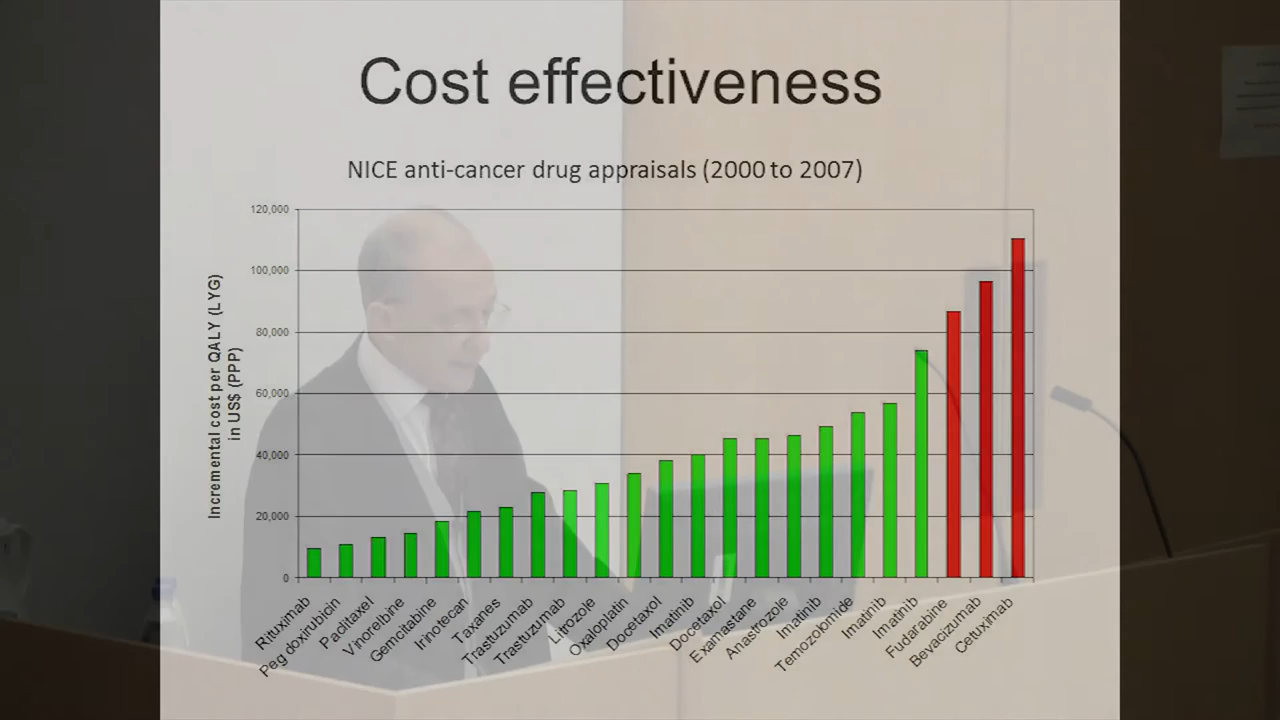 Cost effectiveness
NICE anti-cancer drug appraisals (2000 to 2007)
Incremental cost per QALY (LYG)
in US$ (PPP)
120,000
100,000
80,000
60,000
40,000
20,000
0
Rituximab
Peg doxirubicin
Paclitaxel
Vinorelbine
Gemcitabine
Irinotecan
Taxanes
Trastuzumab
Trastuzumab
Litrozole
Oxaloplatin
Docetaxol
Imatinib
Docetaxol
Examastane
Anastrozole
Imatinib
Temozolomide
Imatinib
Imatinib
Fudarabine
Bevacizumab
Cetuximab